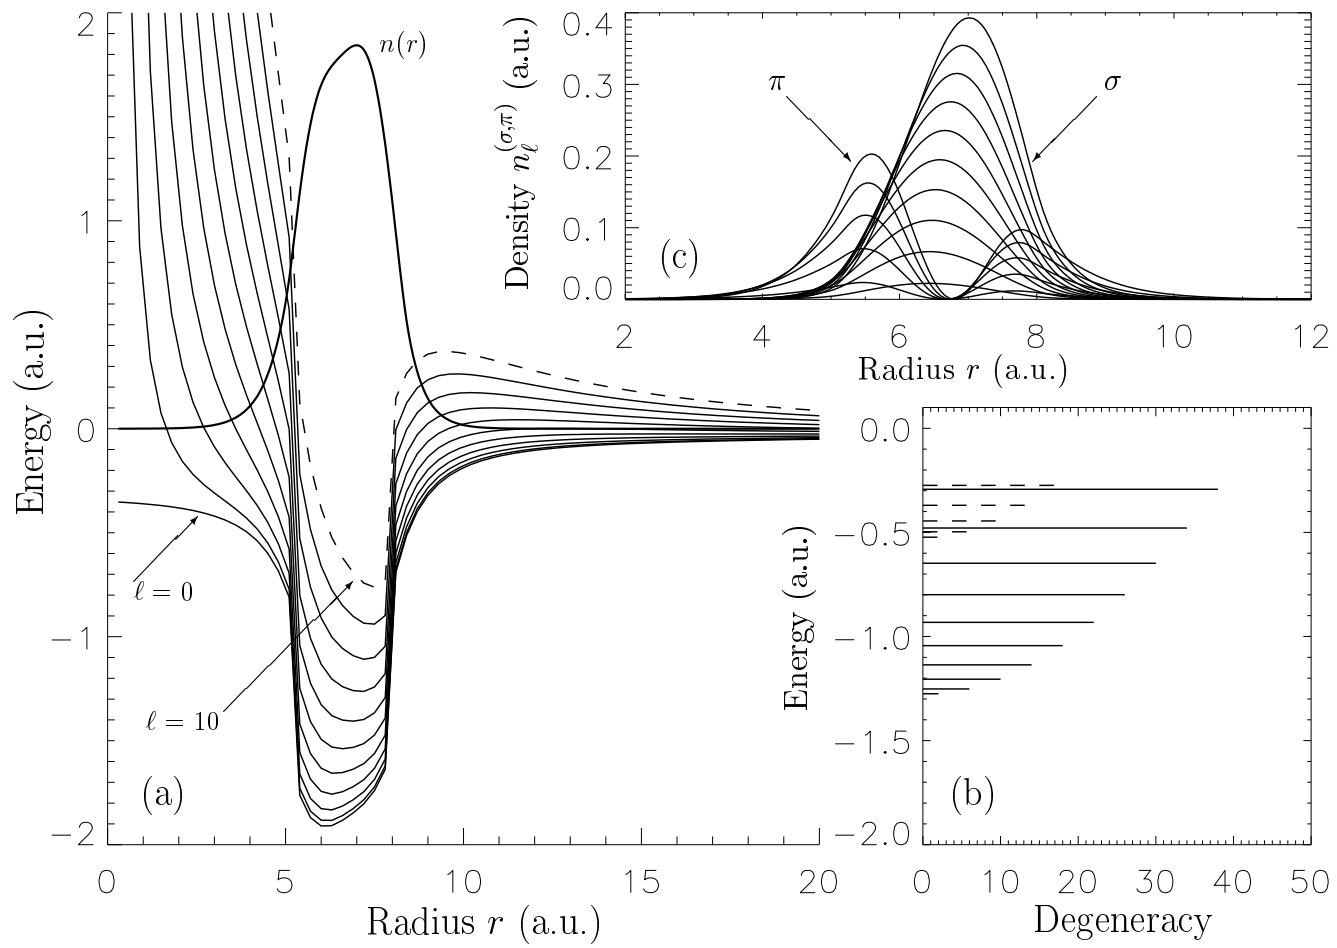 2
1
0
−1
−2
0
5
10
15
20
Energy (a.u.)
Radius r (a.u.)
n(r)
ℓ = 0
ℓ = 10
(a)
0.4
0.3
0.2
0.1
0.0
2
4
6
8
10
12
Density n_ℓ^(σ,π) (a.u.)
Radius r (a.u.)
π
σ
(c)
0.0
−0.5
−1.0
−1.5
−2.0
0
10
20
30
40
50
Energy (a.u.)
Degeneracy
(b)